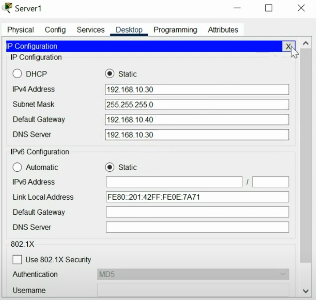 Server1
Physical Config Services Desktop Programming Attributes
IP Configuration X
IP Configuration
DHCP Static
IPv4 Address 192.168.10.30
Subnet Mask 255.255.255.0
Default Gateway 192.168.10.40
DNS Server 192.168.10.30
IPv6 Configuration
Automatic Static
IPv6 Address /
Link Local Address FE80::201:42FF:FE0E:7A71
Default Gateway
DNS Server
802.1X
Use 802.1X Security
Authentication MD5
Username